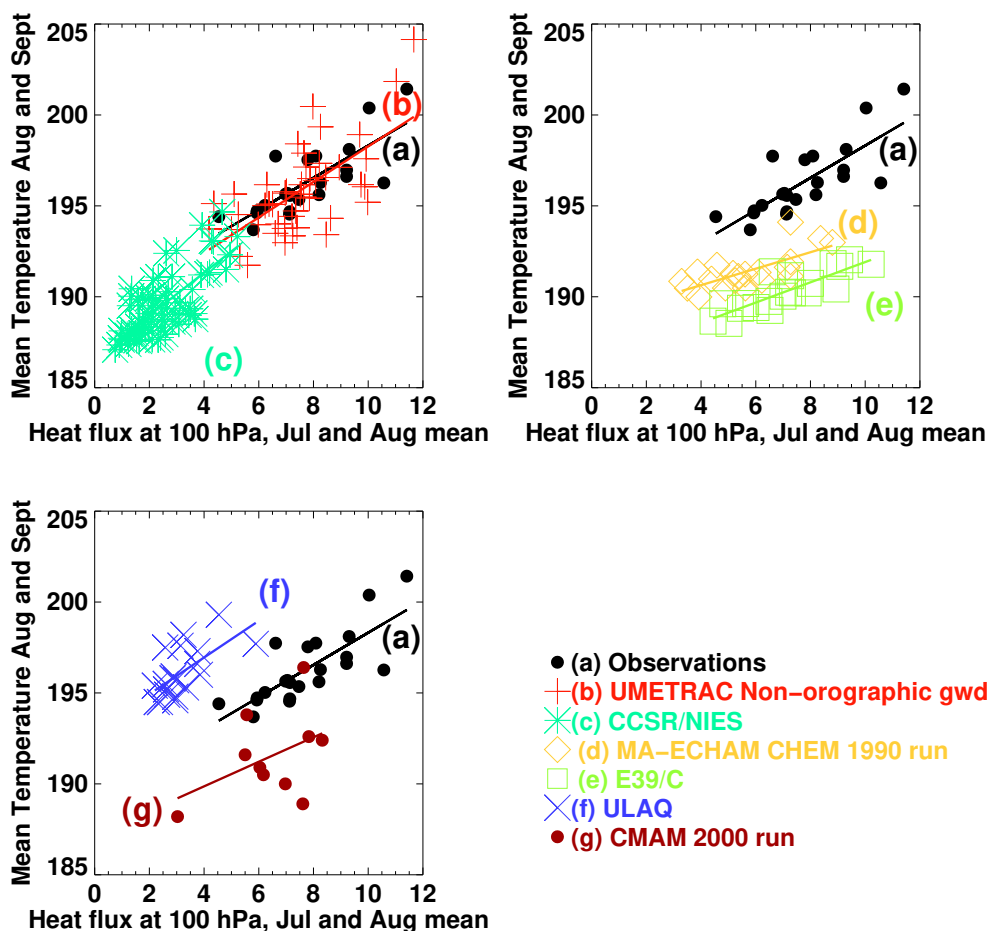 205
200
195
190
185
Mean Temperature Aug and Sept
(b)
(a)
(c)
0 2 4 6 8 10 12
Heat flux at 100 hPa, Jul and Aug mean
205
200
195
190
185
Mean Temperature Aug and Sept
(a)
(d)
(e)
0 2 4 6 8 10 12
Heat flux at 100 hPa, Jul and Aug mean
205
200
195
190
185
Mean Temperature Aug and Sept
(f)
(a)
(g)
0 2 4 6 8 10 12
Heat flux at 100 hPa, Jul and Aug mean
(a) Observations
(b) UMETRAC Non−orographic gwd
(c) CCSR/NIES
(d) MA−ECHAM CHEM 1990 run
(e) E39/C
(f) ULAQ
(g) CMAM 2000 run